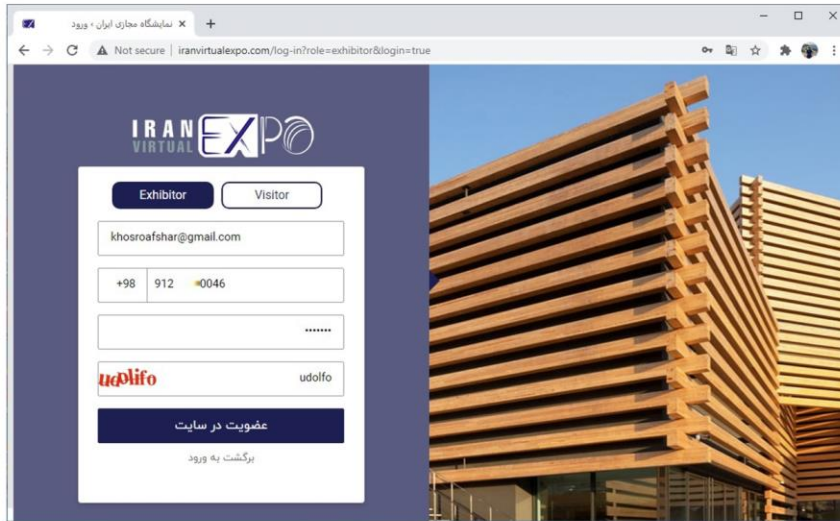 نمایشگاه مجازی ایران › ورود
Not secure | iranvirtualexpo.com/log-in?role=exhibitor&login=true
IRAN EXPO
VIRTUAL
Exhibitor Visitor
khosroafshar@gmail.com
+98 912 0046
•••••••
udolfo
عضویت در سایت
برگشت به ورود